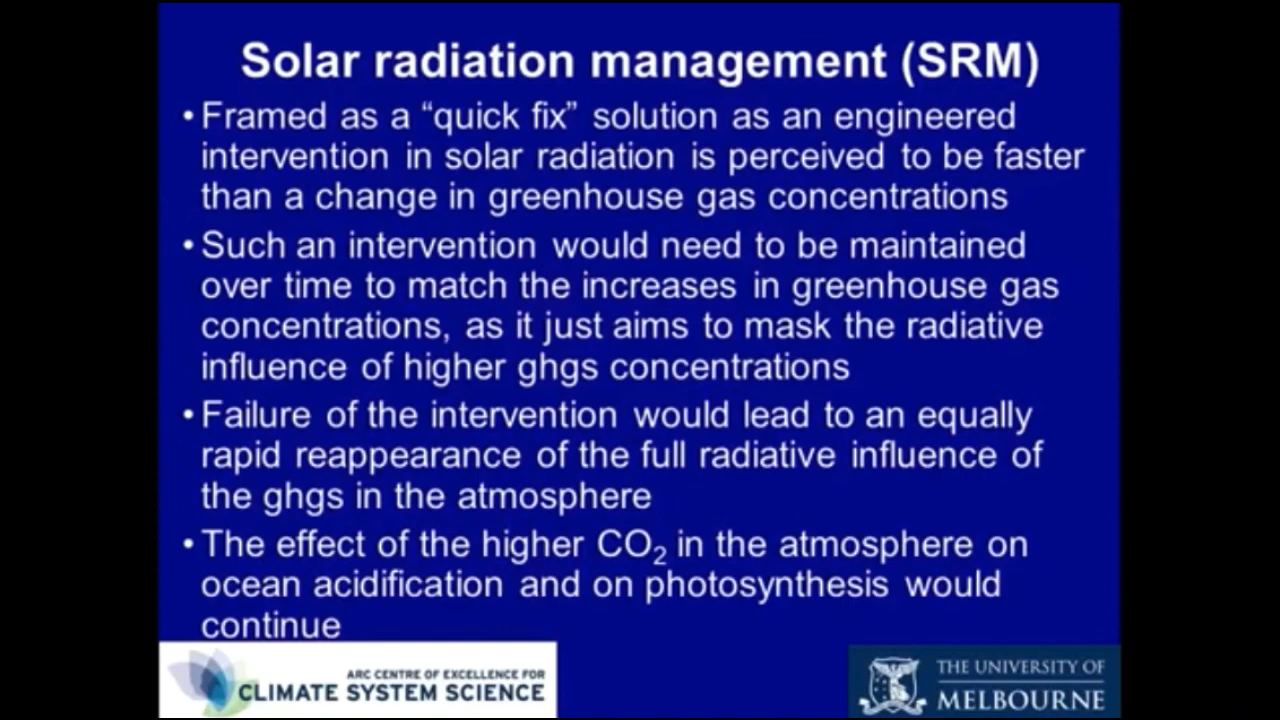 Solar radiation management (SRM)
• Framed as a “quick fix” solution as an engineered
intervention in solar radiation is perceived to be faster
than a change in greenhouse gas concentrations
• Such an intervention would need to be maintained
over time to match the increases in greenhouse gas
concentrations, as it just aims to mask the radiative
influence of higher ghgs concentrations
• Failure of the intervention would lead to an equally
rapid reappearance of the full radiative influence of
the ghgs in the atmosphere
• The effect of the higher CO₂ in the atmosphere on
ocean acidification and on photosynthesis would
continue
ARC CENTRE OF EXCELLENCE FOR
CLIMATE SYSTEM SCIENCE
THE UNIVERSITY OF
MELBOURNE